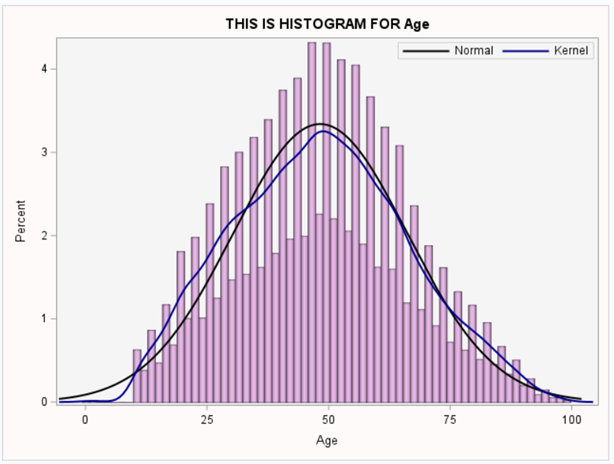 THIS IS HISTOGRAM FOR Age
Normal Kernel
4
3
2
1
0
Percent
0 25 50 75 100
Age